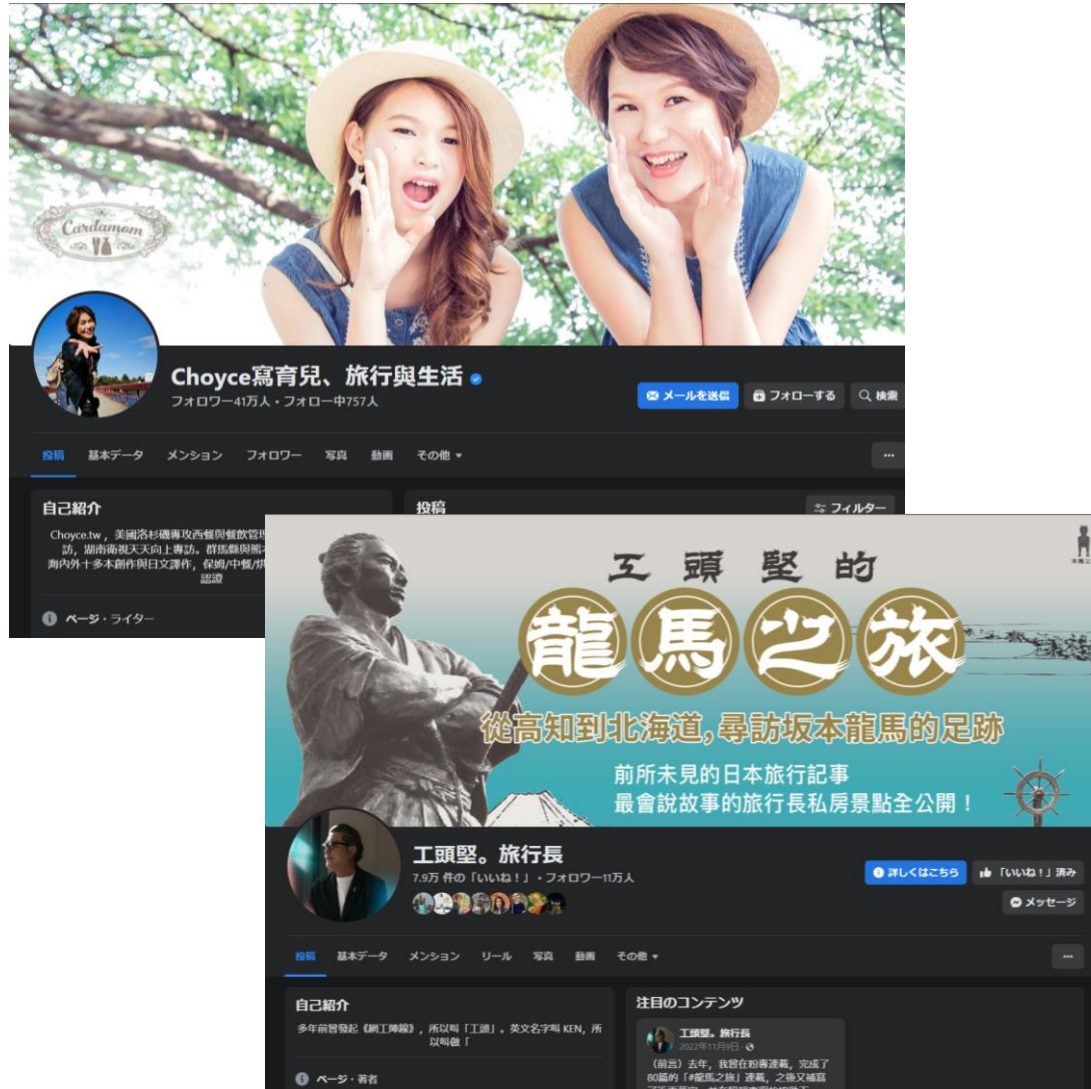 Cardamom
Choyce寫育兒、旅行與生活
フォロワー41万人・フォロー中757人
メールを送信
フォローする
検索
投稿
基本データ
メンション
フォロワー
写真
動画
その他
自己紹介
Choyce.tw，美國洛杉磯專攻西餐與餐飲管理
訪，湖南衛視天天向上專訪。群馬縣與熊
海內外十多本創作與日文譯作，保姆/中餐/
認證
ページ・ライター
投稿
フィルター
工頭堅的
龍馬之旅
從高知到北海道，尋訪坂本龍馬的足跡
前所未見的日本旅行記事
最會說故事的旅行長私房景點全公開！
工頭堅。旅行長
7.9万 件の「いいね！」・フォロワー11万人
詳しくはこちら
「いいね！」済み
メッセージ
投稿
基本データ
メンション
リール
写真
動画
その他
自己紹介
多年前曾發起《網工陣線》，所以叫「工頭」。英文名字叫 KEN，所
以叫做「
ページ・著者
注目のコンテンツ
工頭堅。旅行長
2022年11月9日
（前言）去年，我曾在粉專連載，完成了
80篇的「#龍馬之旅」連載，之後又補寫